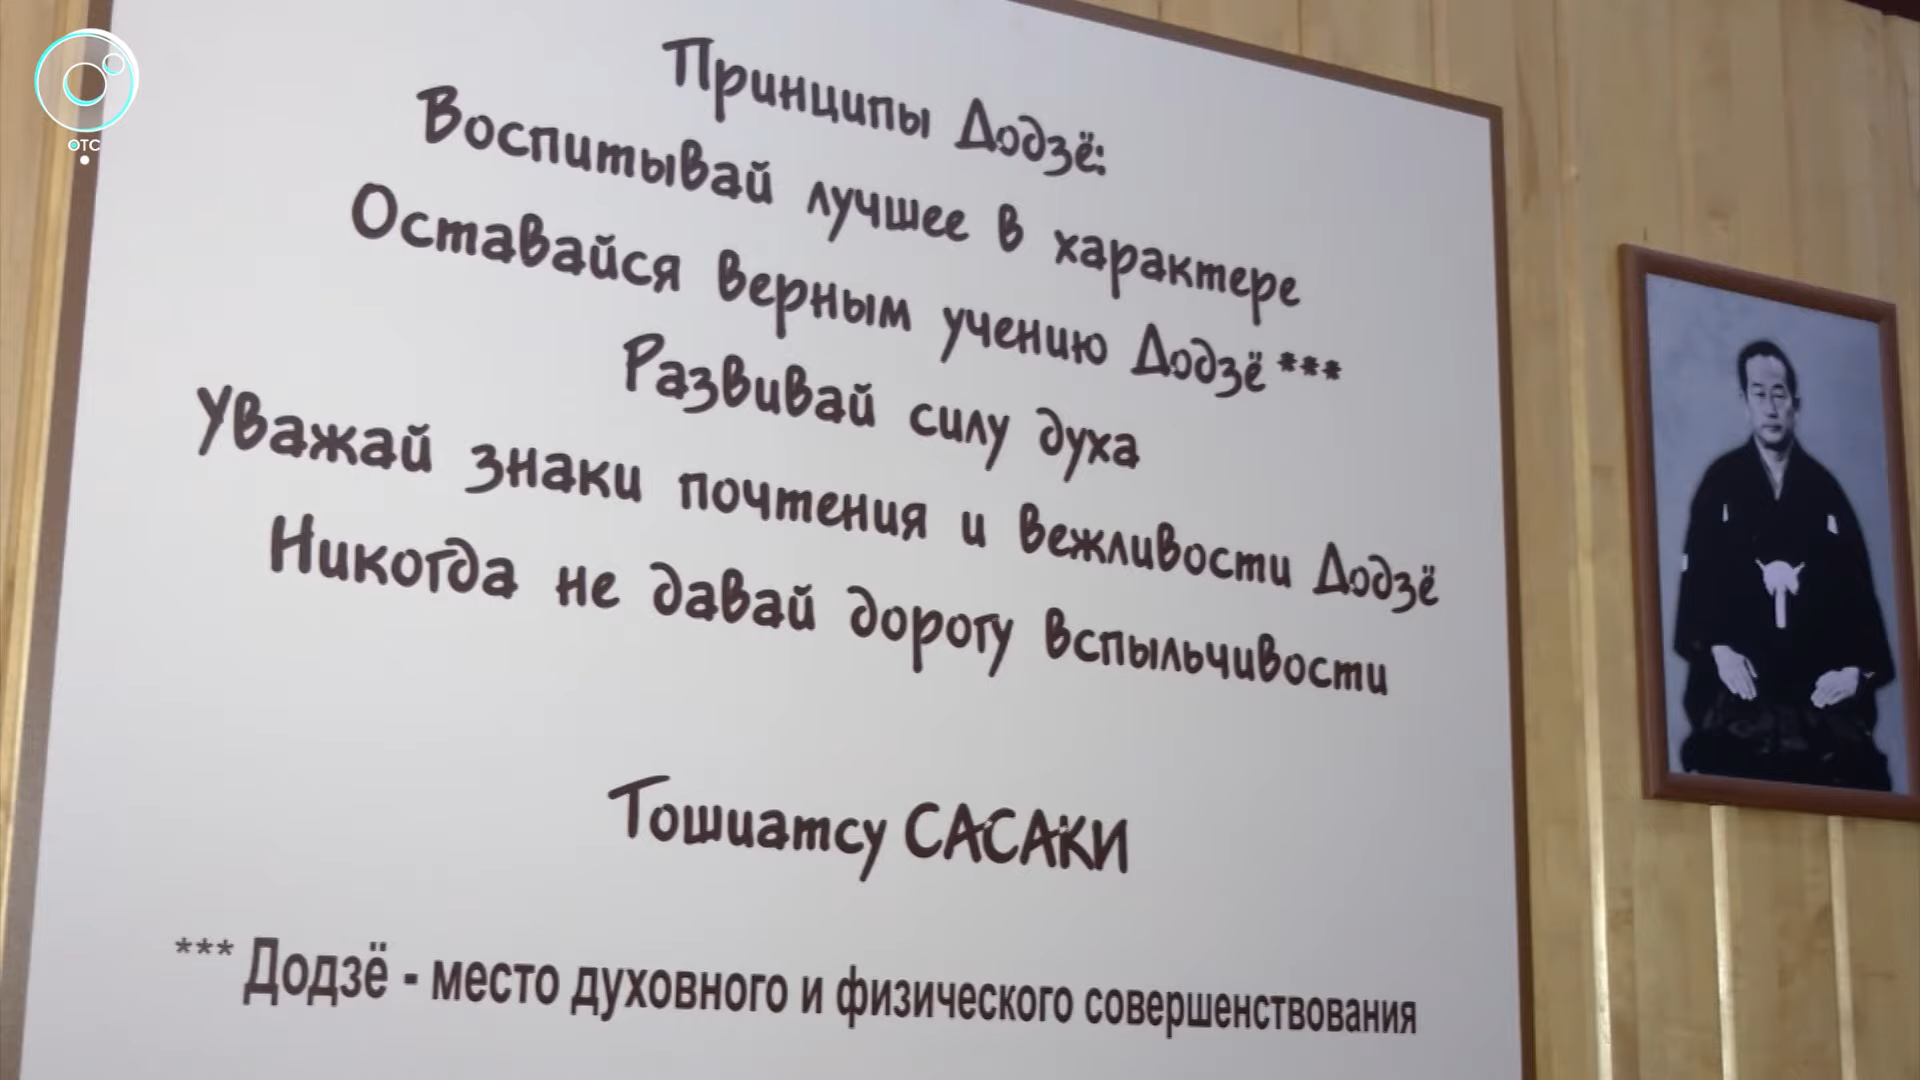 ОТС
Принципы Додзё:
Воспитывай лучшее в характере
Оставайся верным учению Додзё***
Развивай силу духа
Уважай знаки почтения и вежливости Додзё
Никогда не давай дорогу вспыльчивости
Тошиатсу САСАКИ
*** Додзё - место духовного и физического совершенствования